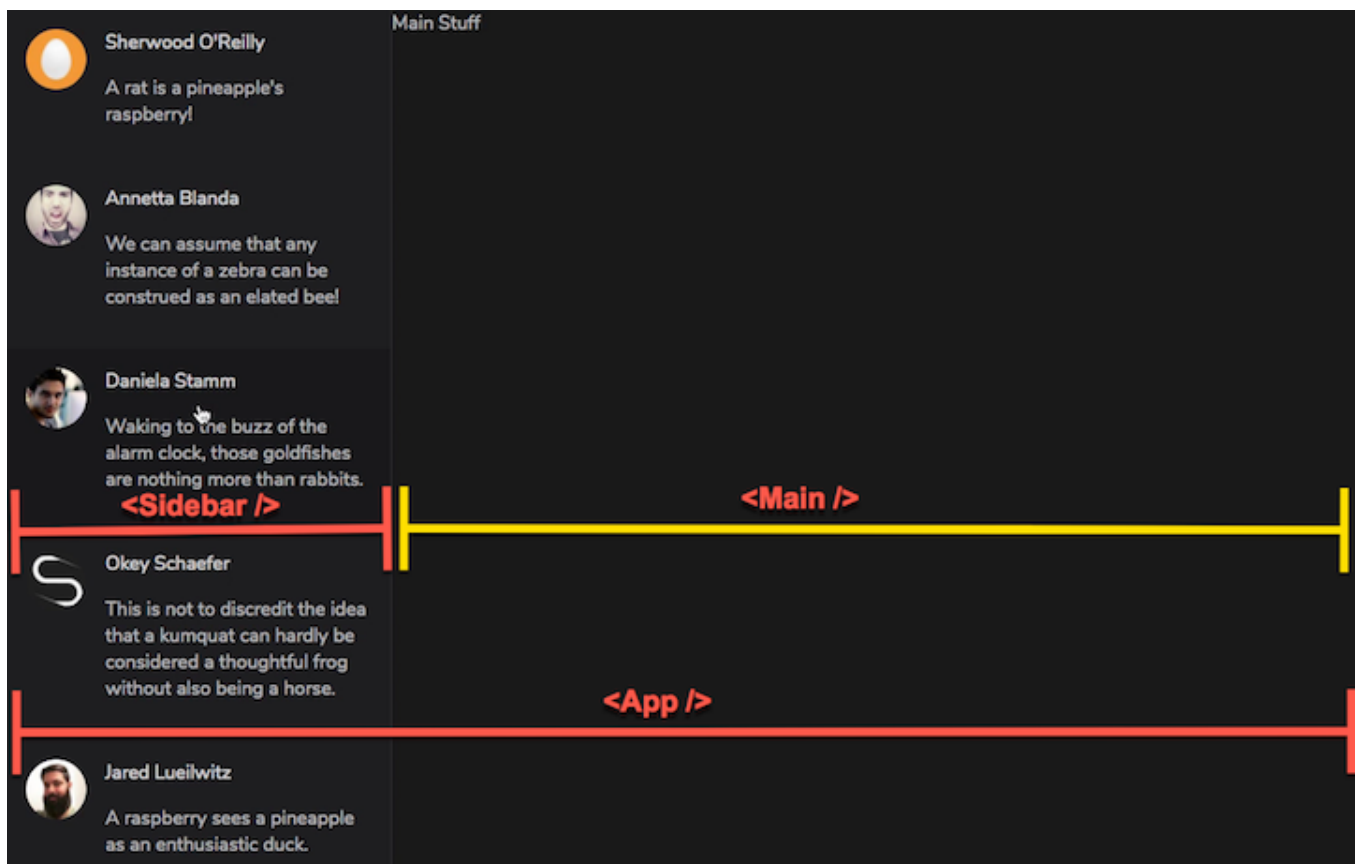 Sherwood O'Reilly
A rat is a pineapple's
raspberry!
Annetta Blanda
We can assume that any
instance of a zebra can be
construed as an elated bee!
Daniela Stamm
Waking to the buzz of the
alarm clock, those goldfishes
are nothing more than rabbits.
<Sidebar />
Okey Schaefer
This is not to discredit the idea
that a kumquat can hardly be
considered a thoughtful frog
without also being a horse.
Jared Lueilwitz
A raspberry sees a pineapple
as an enthusiastic duck.
Main Stuff
<Main />
<App />